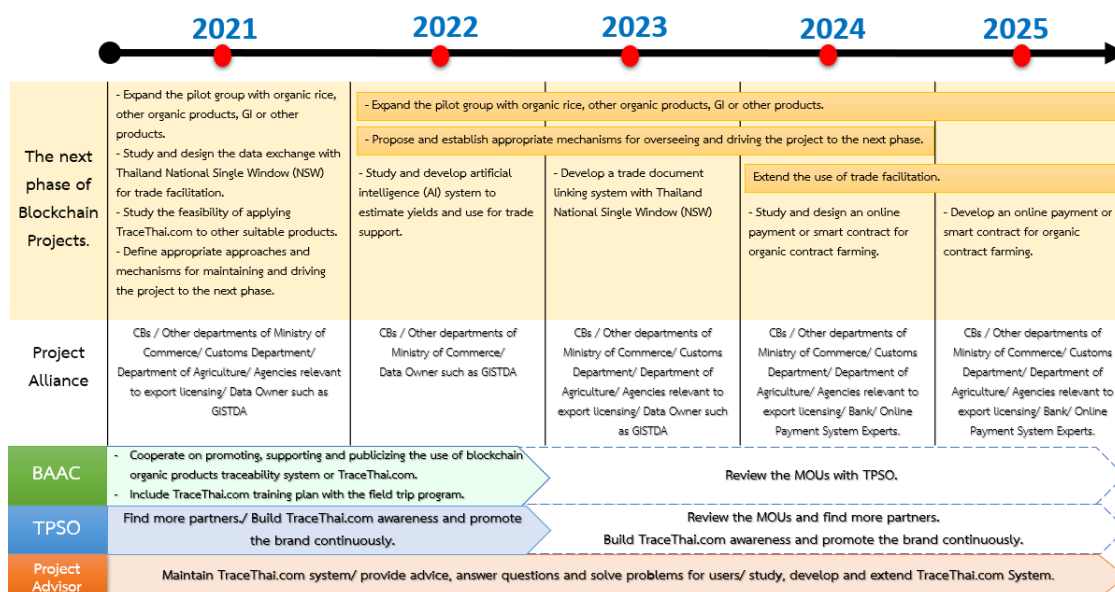 2021
2022
2023
2024
2025
The next
phase of
Blockchain
Projects.
- Expand the pilot group with organic rice,
other organic products, GI or other
products.
- Study and design the data exchange with
Thailand National Single Window (NSW)
for trade facilitation.
- Study the feasibility of applying
TraceThai.com to other suitable products.
- Define appropriate approaches and
mechanisms for maintaining and driving
the project to the next phase.
- Expand the pilot group with organic rice, other organic products, GI or other products.
- Propose and establish appropriate mechanisms for overseeing and driving the project to the next phase.
- Study and develop artificial
intelligence (AI) system to
estimate yields and use for trade
support.
- Develop a trade document
linking system with Thailand
National Single Window (NSW)
Extend the use of trade facilitation.
- Study and design an online
payment or smart contract for
organic contract farming.
- Develop an online payment or
smart contract for organic
contract farming.
Project
Alliance
CBs / Other departments of Ministry of
Commerce/ Customs Department/
Department of Agriculture/ Agencies relevant
to export licensing/ Data Owner such as
GISTDA
CBs / Other departments of
Ministry of Commerce/
Data Owner such as GISTDA
CBs / Other departments of
Ministry of Commerce/ Customs
Department/ Department of
Agriculture/ Agencies relevant to
export licensing/ Data Owner such
as GISTDA
CBs / Other departments of
Ministry of Commerce/ Customs
Department/ Department of
Agriculture/ Agencies relevant to
export licensing/ Bank/ Online
Payment System Experts.
CBs / Other departments of
Ministry of Commerce/ Customs
Department/ Department of
Agriculture/ Agencies relevant to
export licensing/ Bank/ Online
Payment System Experts.
BAAC
- Cooperate on promoting, supporting and publicizing the use of blockchain
organic products traceability system or TraceThai.com.
- Include TraceThai.com training plan with the field trip program.
Review the MOUs with TPSO.
TPSO
Find more partners./ Build TraceThai.com awareness and promote
the brand continuously.
Review the MOUs and find more partners.
Build TraceThai.com awareness and promote the brand continuously.
Project
Advisor
Maintain TraceThai.com system/ provide advice, answer questions and solve problems for users/ study, develop and extend TraceThai.com System.